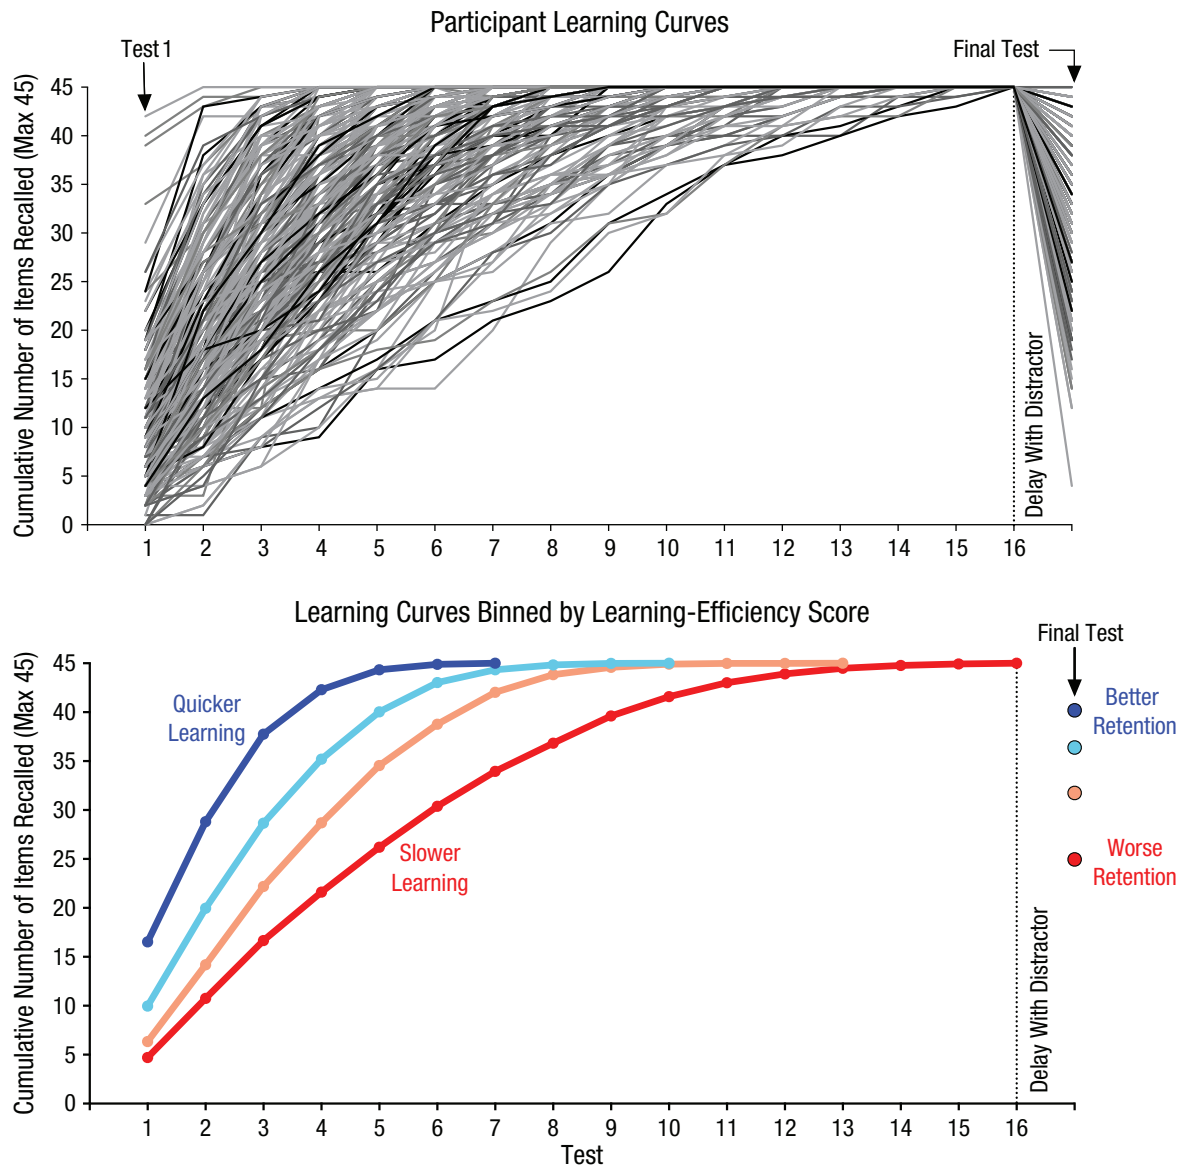 Participant Learning Curves
Test 1
Final Test
Cumulative Number of Items Recalled (Max 45)
45
40
35
30
25
20
15
10
5
0
Delay With Distractor
1 2 3 4 5 6 7 8 9 10 11 12 13 14 15 16
Learning Curves Binned by Learning-Efficiency Score
Final Test
Cumulative Number of Items Recalled (Max 45)
45
40
35
30
25
20
15
10
5
0
Quicker
Learning
Slower
Learning
Better
Retention
Worse
Retention
Delay With Distractor
1 2 3 4 5 6 7 8 9 10 11 12 13 14 15 16
Test